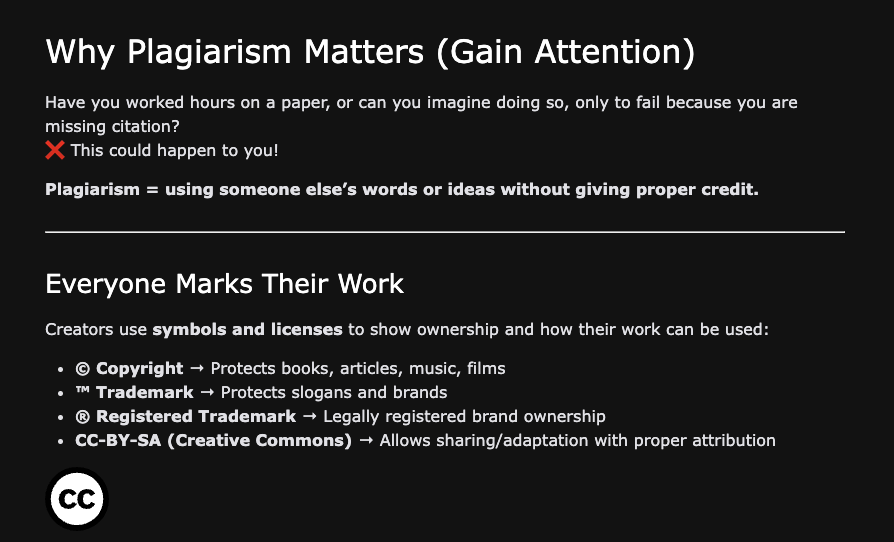 Why Plagiarism Matters (Gain Attention)
Have you worked hours on a paper, or can you imagine doing so, only to fail because you are
missing citation?
❌ This could happen to you!
Plagiarism = using someone else’s words or ideas without giving proper credit.
Everyone Marks Their Work
Creators use symbols and licenses to show ownership and how their work can be used:
• © Copyright → Protects books, articles, music, films
• ™ Trademark → Protects slogans and brands
• ® Registered Trademark → Legally registered brand ownership
• CC-BY-SA (Creative Commons) → Allows sharing/adaptation with proper attribution
cc